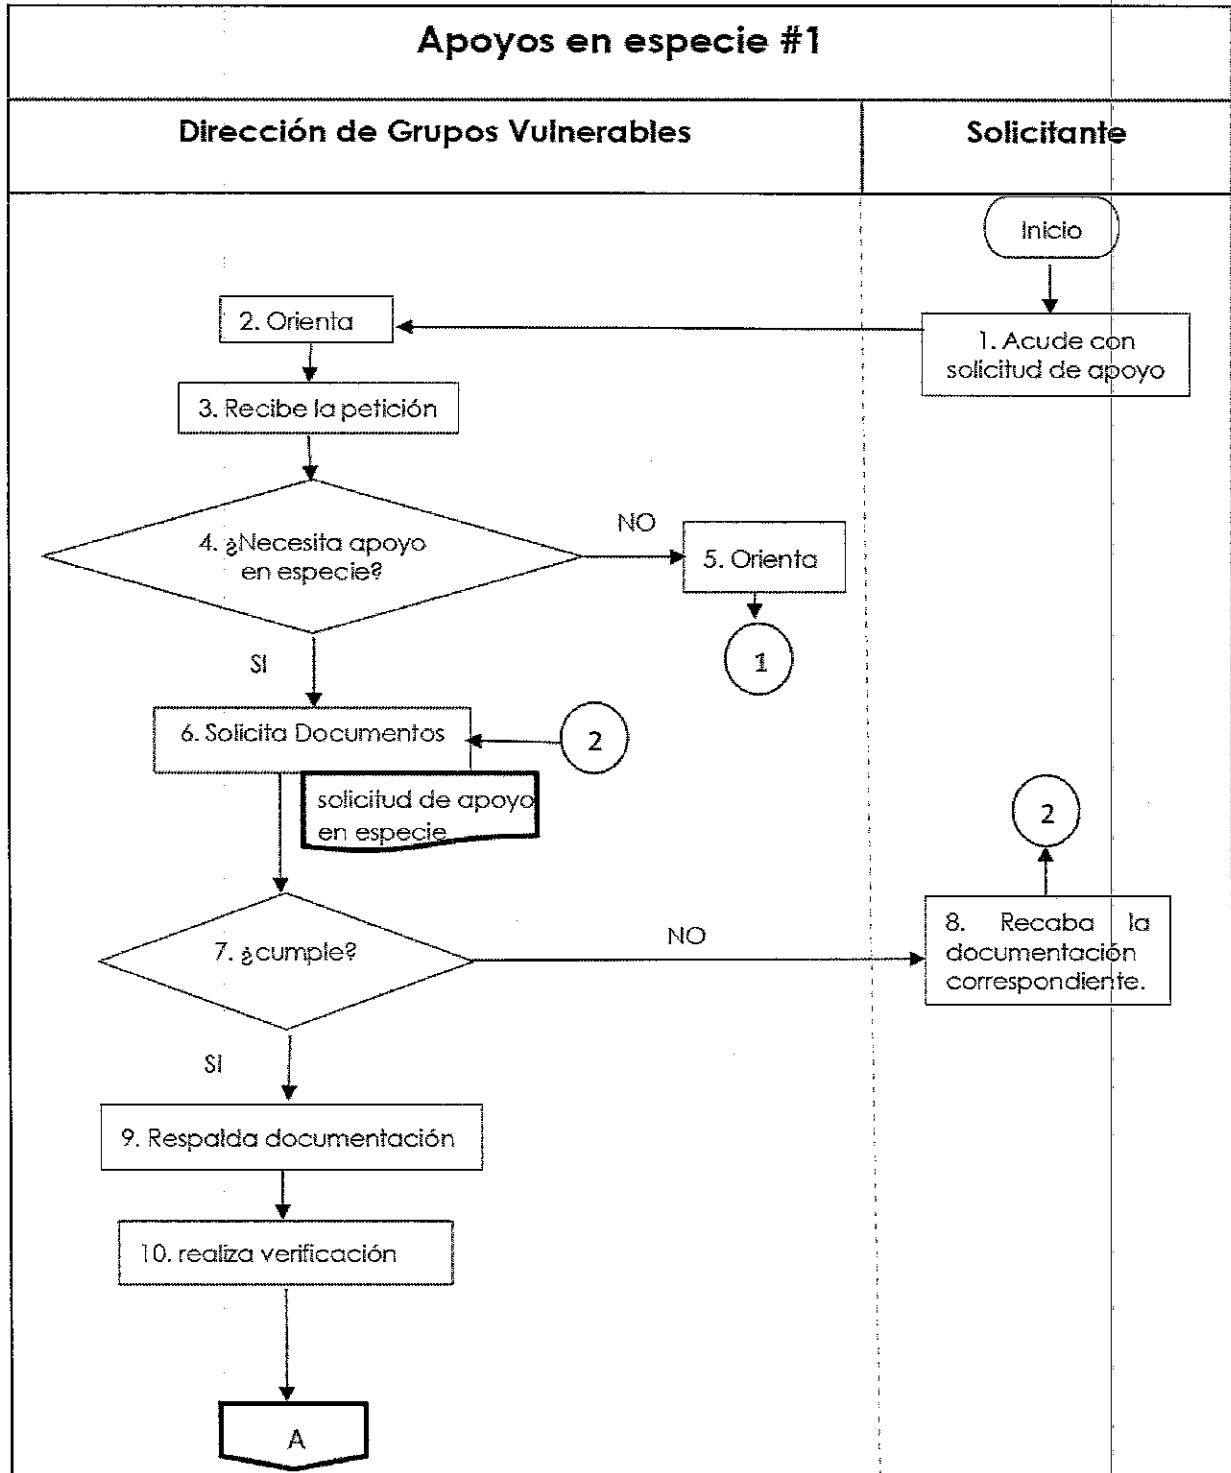 Apoyos en especie #1
Dirección de Grupos Vulnerables
Solicitante
Inicio
1. Acude con
solicitud de apoyo
2. Orienta
3. Recibe la petición
4. ¿Necesita apoyo
en especie?
NO
5. Orienta
1
SI
6. Solicita Documentos
2
solicitud de apoyo
en especie
2
7. ¿cumple?
NO
8. Recaba la
documentación
correspondiente.
SI
9. Respalda documentación
10. realiza verificación
A